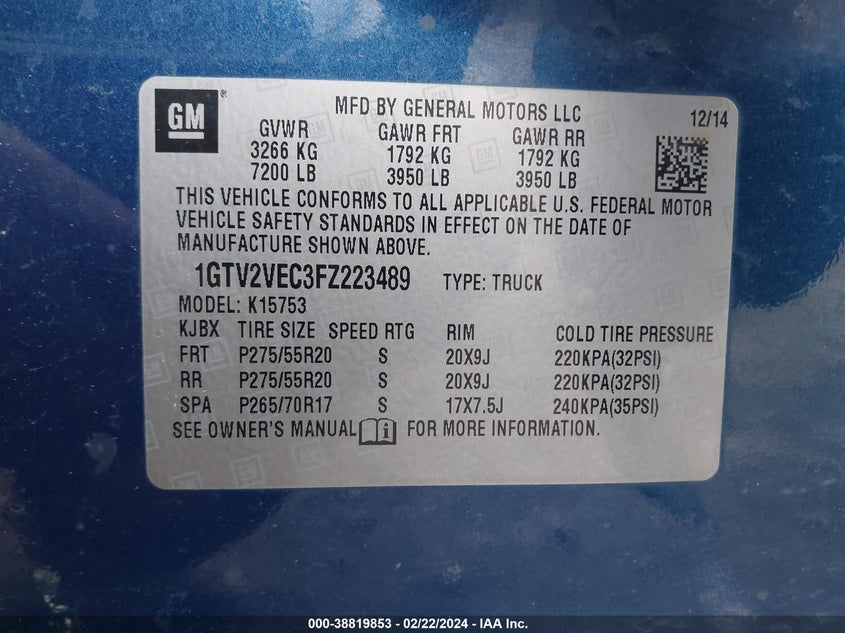 GM ®
MFD BY GENERAL MOTORS LLC 12/14
GVWR GAWR FRT GAWR RR
3266 KG 1792 KG 1792 KG
7200 LB 3950 LB 3950 LB
THIS VEHICLE CONFORMS TO ALL APPLICABLE U.S. FEDERAL MOTOR
VEHICLE SAFETY STANDARDS IN EFFECT ON THE DATE OF
MANUFACTURE SHOWN ABOVE.
1GTV2VEC3FZ223489 TYPE: TRUCK
MODEL: K15753
KJBX TIRE SIZE SPEED RTG RIM COLD TIRE PRESSURE
FRT P275/55R20 S 20X9J 220KPA(32PSI)
RR P275/55R20 S 20X9J 220KPA(32PSI)
SPA P265/70R17 S 17X7.5J 240KPA(35PSI)
SEE OWNER'S MANUAL i FOR MORE INFORMATION.
000-38819853 - 02/22/2024 - IAA Inc.